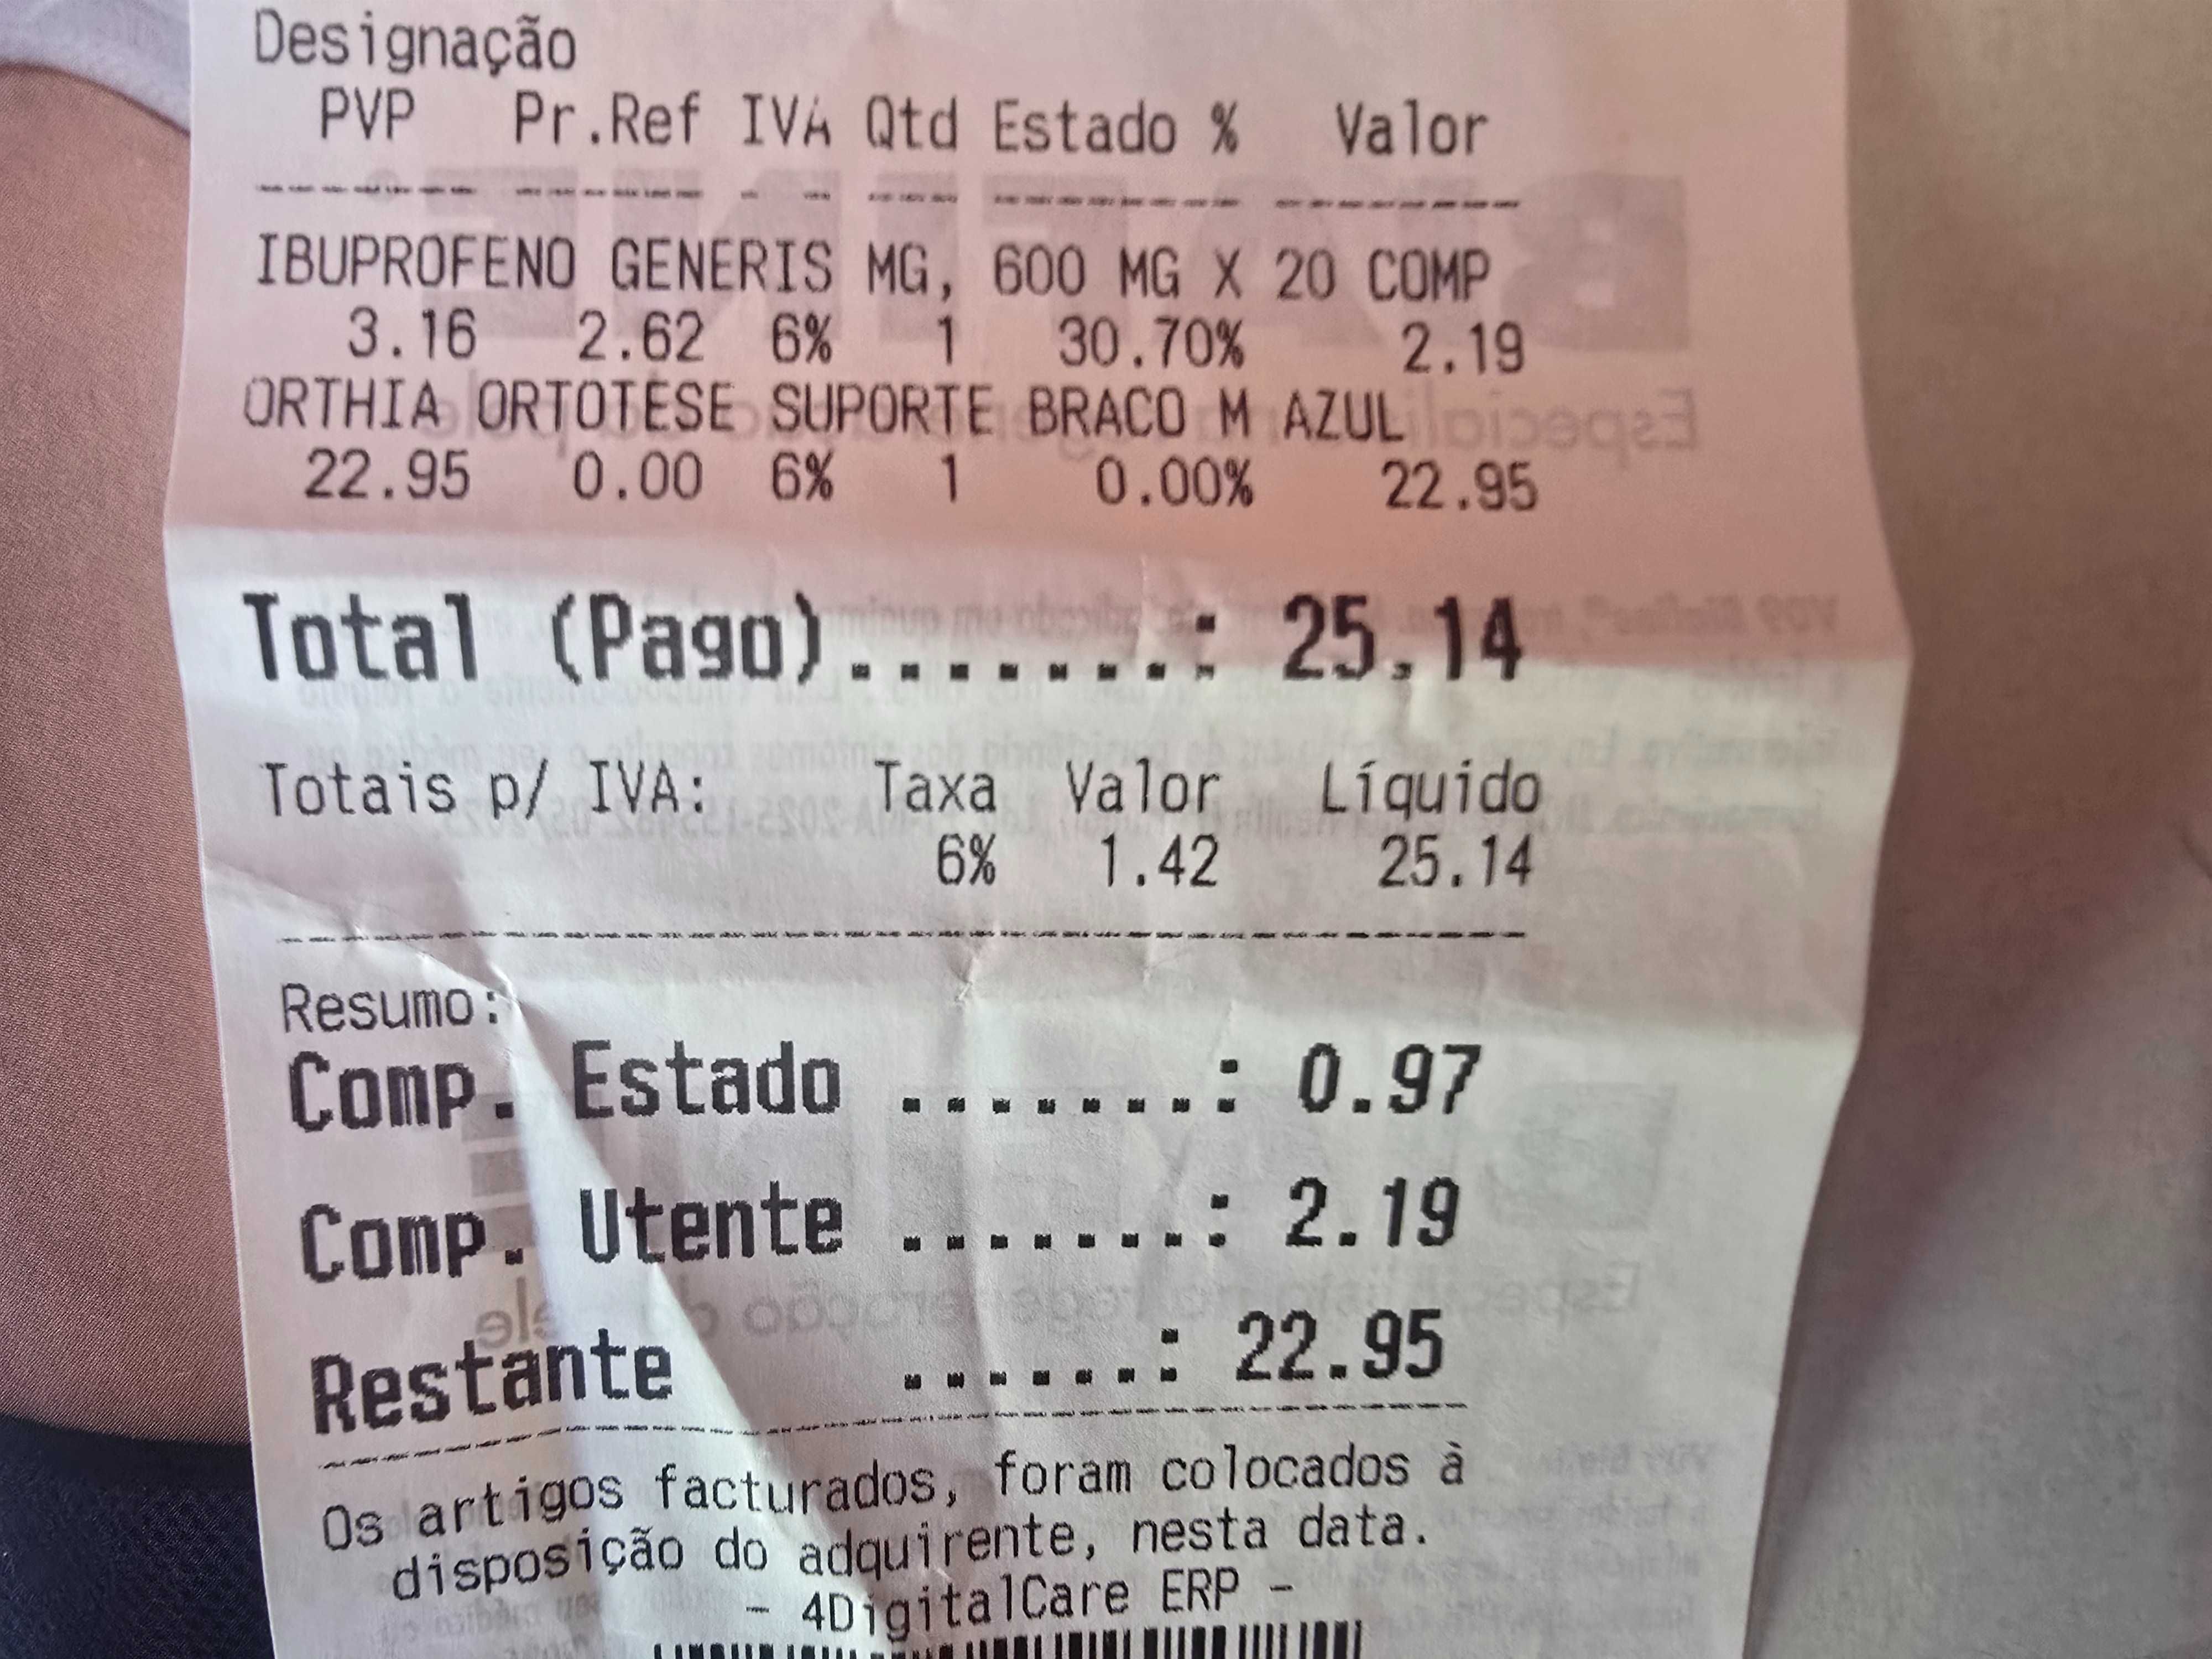 Designação
PVP Pr.Ref IVA Qtd Estado % Valor
IBUPROFENO GENERIS MG, 600 MG X 20 COMP
3.16 2.62 6% 1 30.70% 2.19
ORTHIA ORTOTESE SUPORTE BRACO M AZUL
22.95 0.00 6% 1 0.00% 22.95
Total (Pago).......: 25.14
Totais p/ IVA: Taxa Valor Líquido
6% 1.42 25.14
Resumo:
Comp. Estado .......: 0.97
Comp. Utente .......: 2.19
Restante ......: 22.95
Os artigos facturados, foram colocados à
disposição do adquirente, nesta data.
- 4DigitalCare ERP -